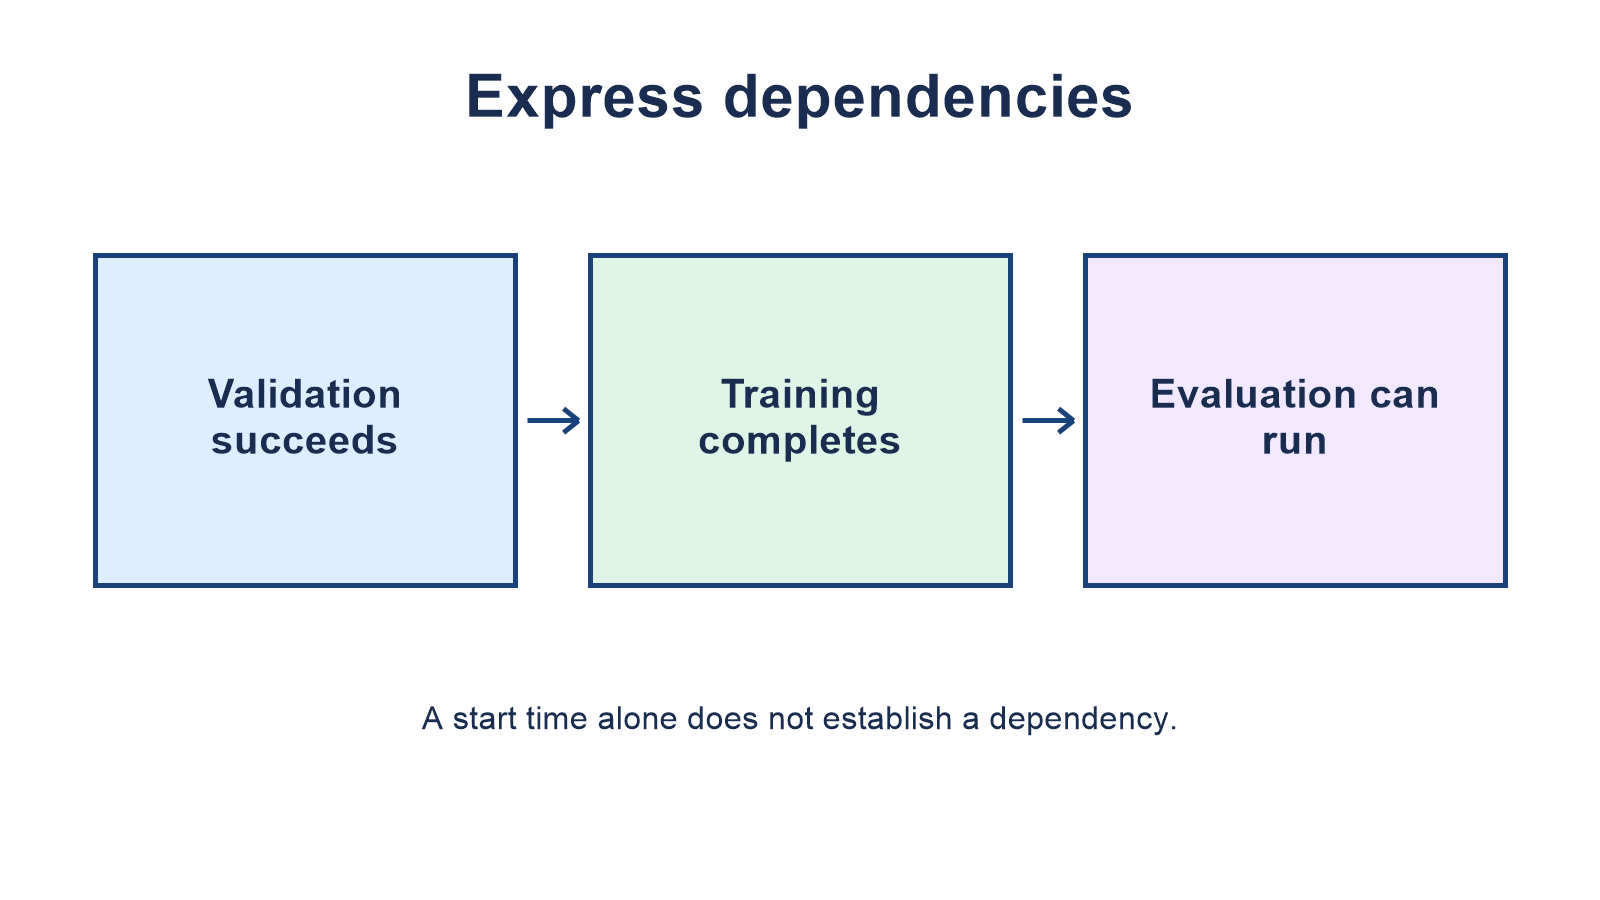 Express dependencies
Validation
succeeds
Training
completes
Evaluation can
run
A start time alone does not establish a dependency.